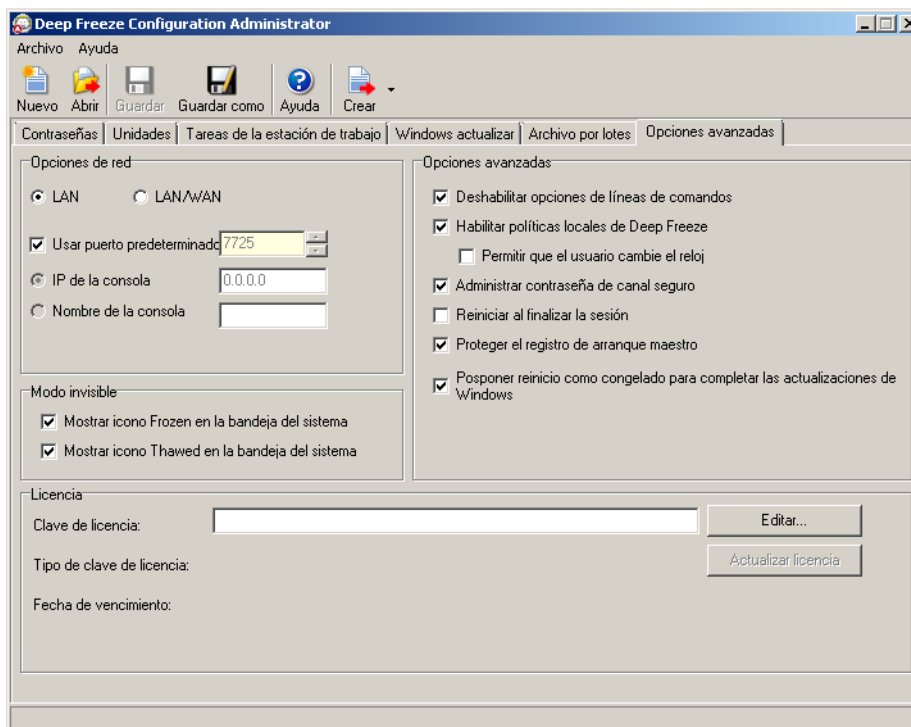 Deep Freeze Configuration Administrator
Archivo Ayuda
Nuevo Abrir Guardar Guardar como Ayuda Crear
Contraseñas Unidades Tareas de la estación de trabajo Windows actualizar Archivo por lotes Opciones avanzadas
Opciones de red
LAN LAN/WAN
Usar puerto predeterminado 7725
IP de la consola 0.0.0.0
Nombre de la consola
Modo invisible
Mostrar icono Frozen en la bandeja del sistema
Mostrar icono Thawed en la bandeja del sistema
Opciones avanzadas
Deshabilitar opciones de líneas de comandos
Habilitar políticas locales de Deep Freeze
Permitir que el usuario cambie el reloj
Administrar contraseña de canal seguro
Reiniciar al finalizar la sesión
Proteger el registro de arranque maestro
Posponer reinicio como congelado para completar las actualizaciones de
Windows
Licencia
Clave de licencia: Editar...
Tipo de clave de licencia: Actualizar licencia
Fecha de vencimiento: